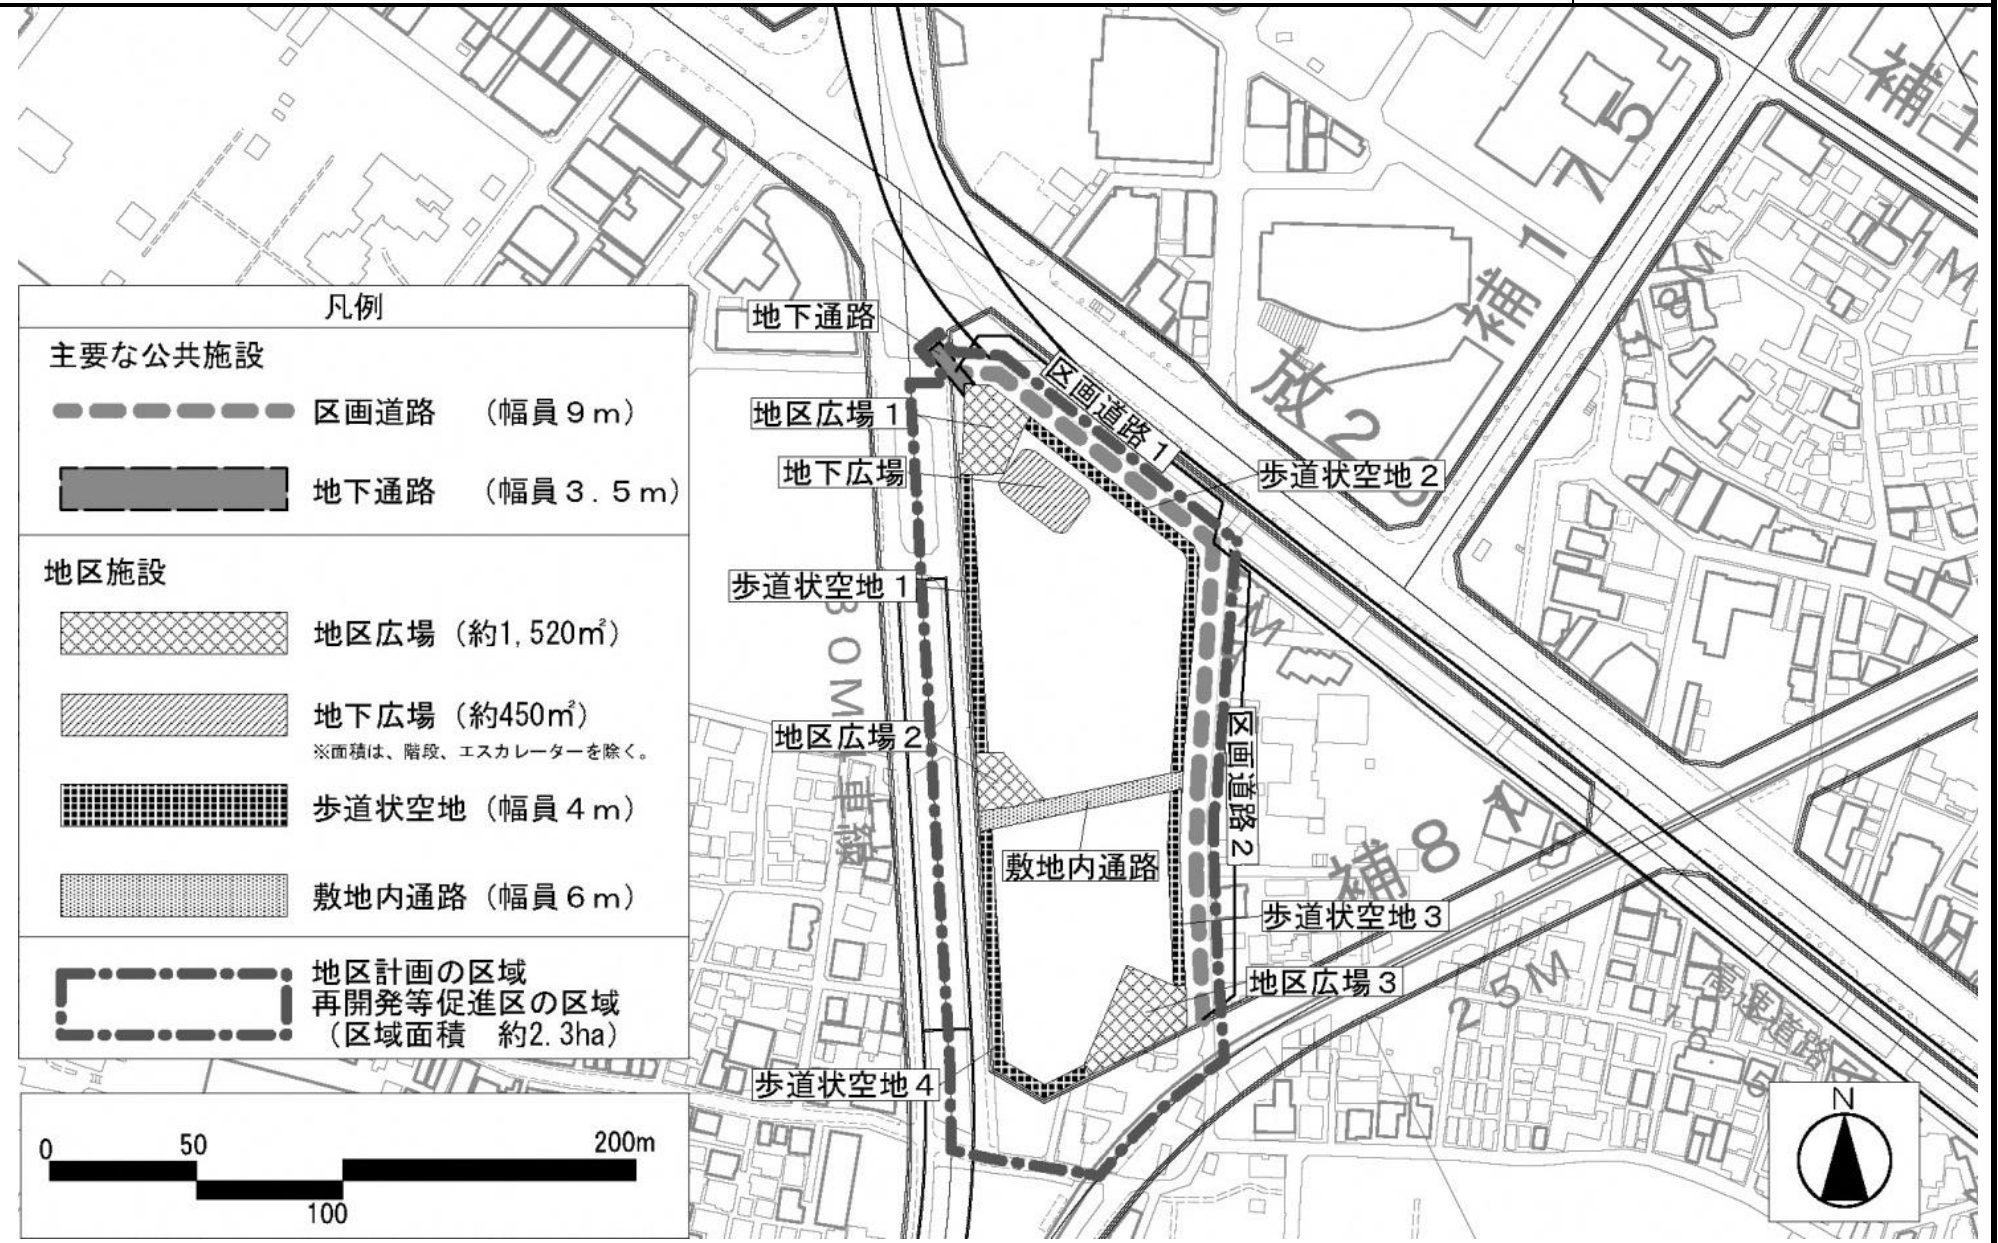 凡例
主要な公共施設
区画道路 (幅員9m)
地下通路 (幅員3.5m)
地区施設
地区広場(約1,520㎡)
地下広場(約450㎡)
※面積は、階段、エスカレーターを除く。
歩道状空地(幅員4m)
敷地内通路(幅員6m)
地区計画の区域
再開発等促進区の区域
(区域面積 約2.3ha)
0
50
100
200m
地下通路
地区広場1
地下広場
歩道状空地1
地区広場2
歩道状空地4
区画道路1
歩道状空地2
区画道路2
敷地内通路
歩道状空地3
地区広場3
補175
放2
補8
25M
18M
高速道路
N